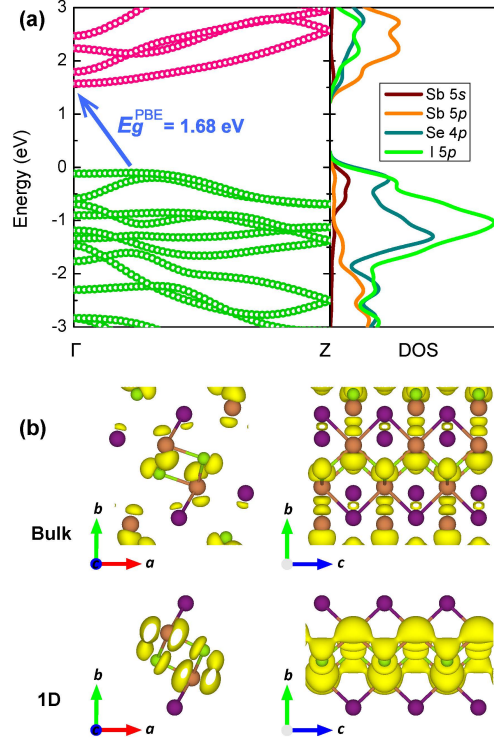 (a)
Energy (eV)
3
2
1
0
-1
-2
-3
Eg^PBE = 1.68 eV
Sb 5s
Sb 5p
Se 4p
I 5p
Γ
Z
DOS
(b)
Bulk
b
c
a
b
c
1D
b
a
b
c